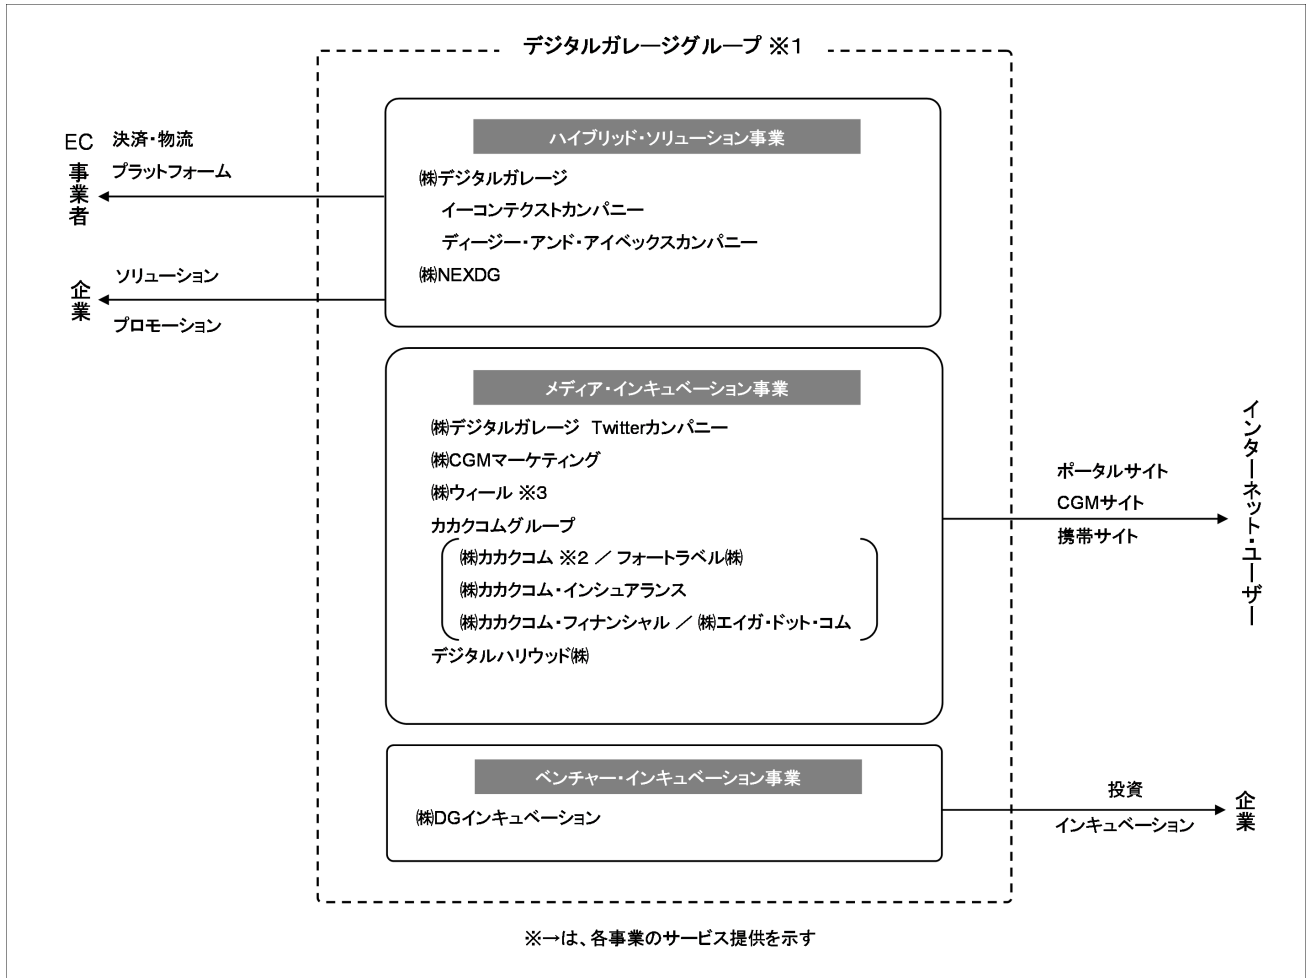 デジタルガレージグループ ※1
EC
事業者
決済・物流
プラットフォーム
企業
ソリューション
プロモーション
ハイブリッド・ソリューション事業
㈱デジタルガレージ
イーコンテクストカンパニー
ディージー・アンド・アイベックスカンパニー
㈱NEXDG
メディア・インキュベーション事業
㈱デジタルガレージ Twitterカンパニー
㈱CGMマーケティング
㈱ウィール ※3
カカクコムグループ
㈱カカクコム ※2 ／ フォートラベル㈱
㈱カカクコム・インシュアランス
㈱カカクコム・フィナンシャル ／ ㈱エイガ・ドット・コム
デジタルハリウッド㈱
ポータルサイト
CGMサイト
携帯サイト
インターネット・ユーザー
ベンチャー・インキュベーション事業
㈱DGインキュベーション
投資
インキュベーション
企業
※→は、各事業のサービス提供を示す